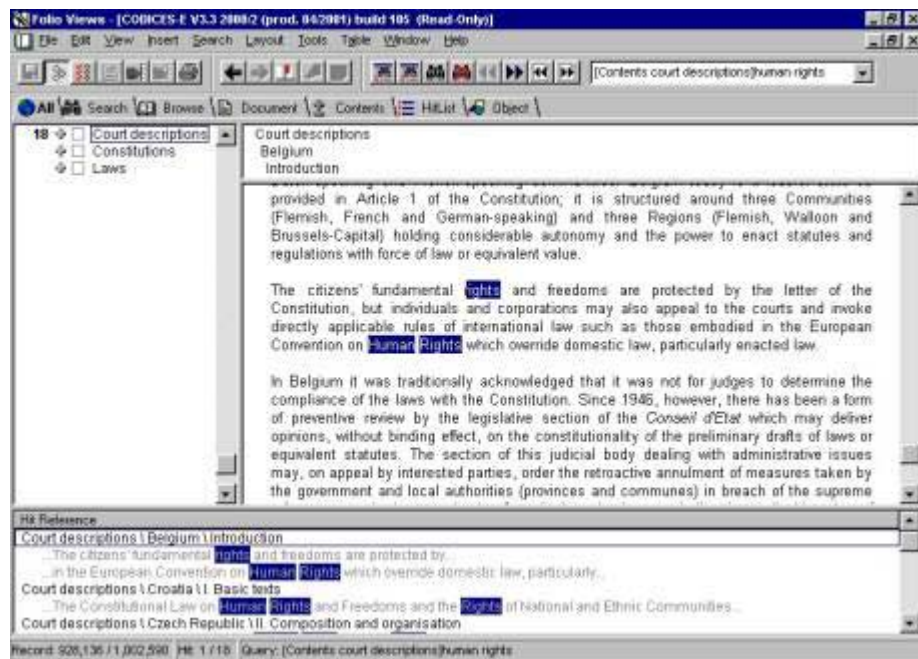 Folio Views - [CODICES-E V3.3 2000/2 (prod. 04/2001) build 105 (Read-Only)]
File Edit View Insert Search Layout Tools Table Window Help
[Contents court descriptions]human rights
All Search Browse Document Contents HitList Object
18 Court descriptions
Constitutions
Laws
Court descriptions
Belgium
Introduction
provided in Article 1 of the Constitution; it is structured around three Communities
(Flemish, French and German-speaking) and three Regions (Flemish, Walloon and
Brussels-Capital) holding considerable autonomy and the power to enact statutes and
regulations with force of law or equivalent value.
The citizens' fundamental rights and freedoms are protected by the letter of the
Constitution, but individuals and corporations may also appeal to the courts and invoke
directly applicable rules of international law such as those embodied in the European
Convention on Human Rights which override domestic law, particularly enacted law.
In Belgium it was traditionally acknowledged that it was not for judges to determine the
compliance of the laws with the Constitution. Since 1946, however, there has been a form
of preventive review by the legislative section of the Conseil d'Etat which may deliver
opinions, without binding effect, on the constitutionality of the preliminary drafts of laws or
equivalent statutes. The section of this judicial body dealing with administrative issues
may, on appeal by interested parties, order the retroactive annulment of measures taken by
the government and local authorities (provinces and communes) in breach of the supreme
Hit Reference
Court descriptions \ Belgium \ Introduction
...The citizens' fundamental rights and freedoms are protected by...
...in the European Convention on Human Rights which override domestic law, particularly...
Court descriptions \ Croatia \ I. Basic texts
...The Constitutional Law on Human Rights and Freedoms and the Rights of National and Ethnic Communities...
Court descriptions \ Czech Republic \ II. Composition and organisation
Record: 928,136 / 1,002,590 Hit: 1 / 18 Query: [Contents court descriptions]human rights